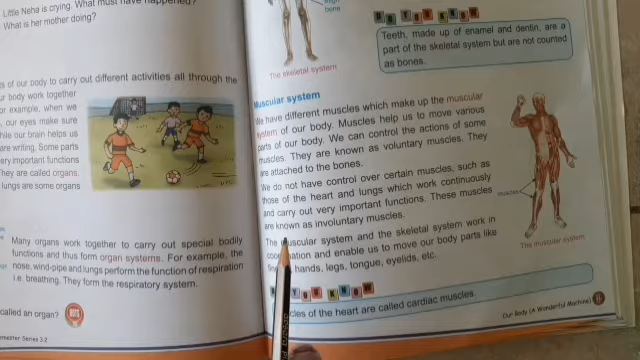 Little Neha is crying. What must have happened?
What is her mother doing?
s of our body to carry out different activities all through the
ur body work together
or example, when we
, our eyes make sure
hile our brain helps us
are writing. Some parts
ery important functions
They are called organs.
lungs are some organs
Many organs work together to carry out special bodily
functions and thus form organ systems. For example, the
nose, wind-pipe and lungs perform the function of respiration
i.e. breathing. They form the respiratory system.
called an organ?
emester Series 3.2
bone
The skeletal system
YOU KNOW
Teeth, made up of enamel and dentin, are a
part of the skeletal system but are not counted
as bones.
Muscular system
We have different muscles which make up the muscular
system of our body. Muscles help us to move various
parts of our body. We can control the actions of some
muscles. They are known as voluntary muscles. They
are attached to the bones.
We do not have control over certain muscles, such as
those of the heart and lungs which work continuously
and carry out very important functions. These muscles
are known as involuntary muscles.
The muscular system and the skeletal system work in
and enable us to move our body parts like
hands, legs, tongue, eyelids, etc.
muscles
The muscular system
YOU KNOW
cles of the heart are called cardiac muscles.
Our Body (A Wonderful Machine)